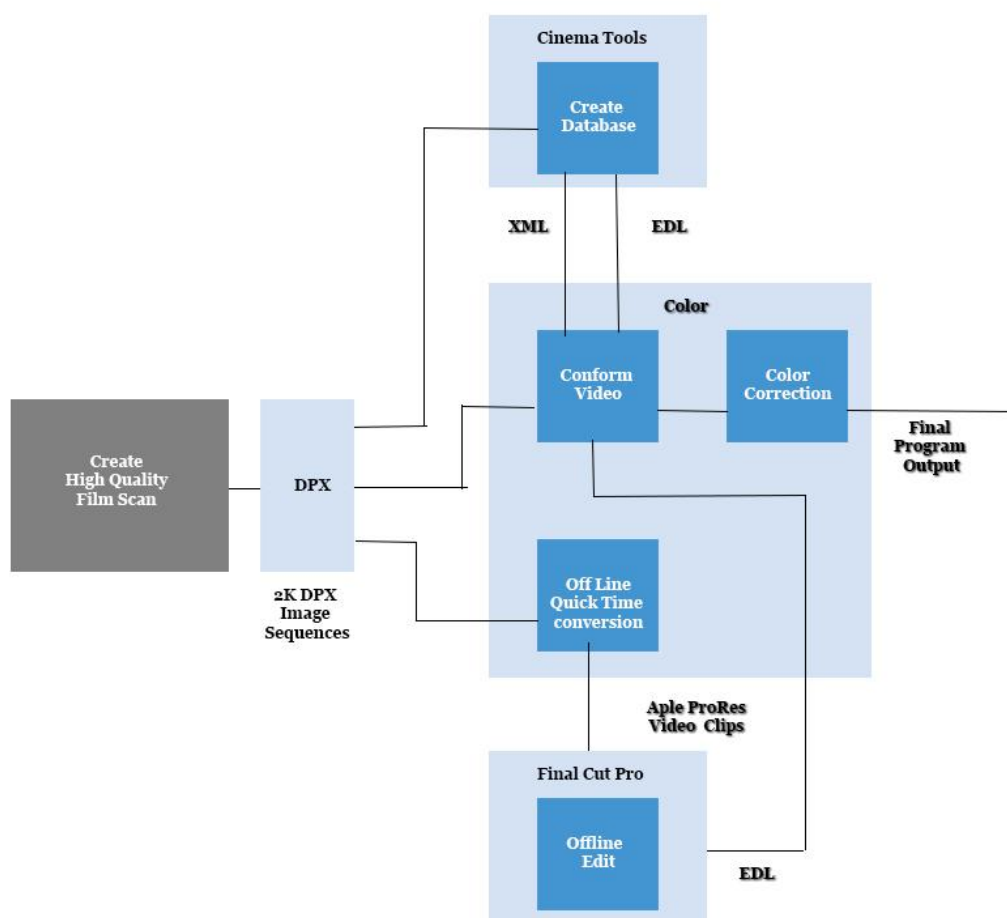 Cinema Tools
Create
Database
XML
EDL
Color
Conform
Video
Color
Correction
Final
Program
Output
Create
High Quality
Film Scan
DPX
2K DPX
Image
Sequences
Off Line
Quick Time
conversion
Aple ProRes
Video Clips
Final Cut Pro
Offline
Edit
EDL